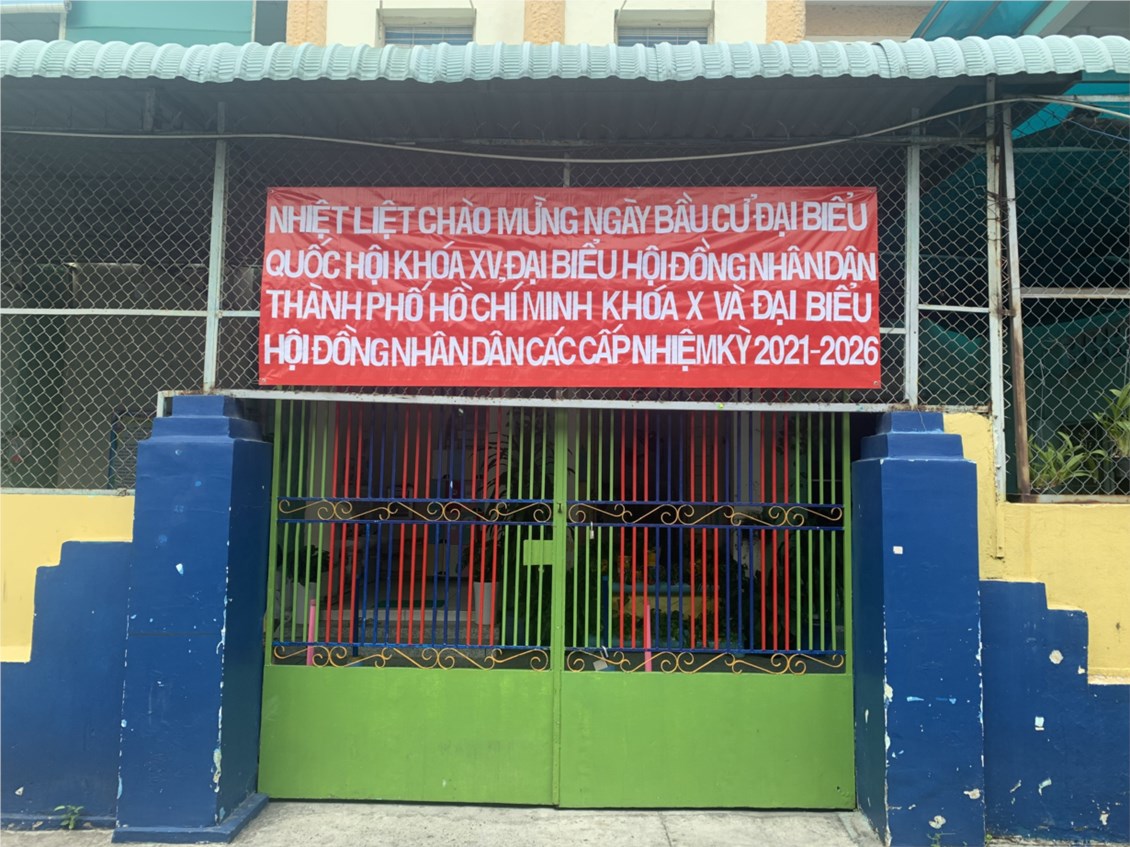 NHIỆT LIỆT CHÀO MỪNG NGÀY BẦU CỬ ĐẠI BIỂU
QUỐC HỘI KHÓA XV, ĐẠI BIỂU HỘI ĐỒNG NHÂN DÂN
THÀNH PHỐ HỒ CHÍ MINH KHÓA X VÀ ĐẠI BIỂU
HỘI ĐỒNG NHÂN DÂN CÁC CẤP NHIỆM KỲ 2021-2026